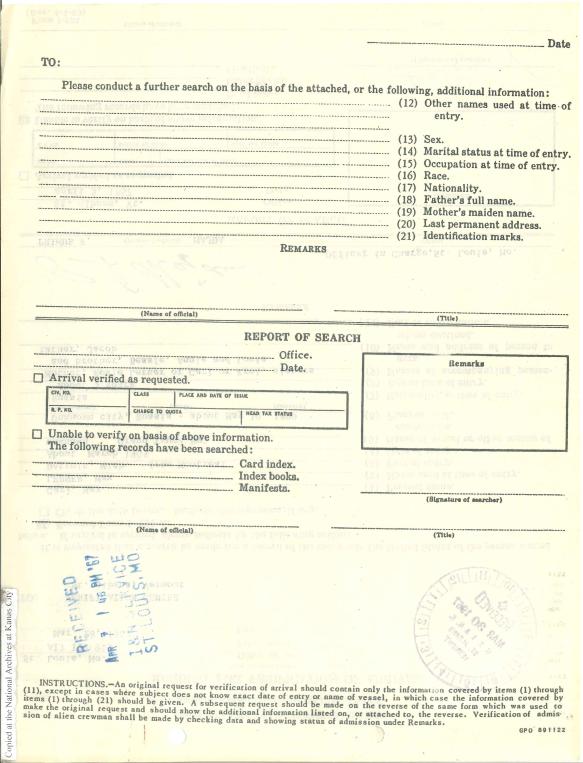 Date
TO:
Please conduct a further search on the basis of the attached, or the following, additional information:
(12) Other names used at time of
entry.
(13) Sex.
(14) Marital status at time of entry.
(15) Occupation at time of entry.
(16) Race.
(17) Nationality.
(18) Father's full name.
(19) Mother's maiden name.
(20) Last permanent address.
(21) Identification marks.
REMARKS
(Name of official) (Title)
REPORT OF SEARCH
Office.
Date.
Remarks
☐ Arrival verified as requested.
CIV. NO. CLASS PLACE AND DATE OF ISSUE
R. P. NO. CHARGE TO QUOTA HEAD TAX STATUS
☐ Unable to verify on basis of above information.
The following records have been searched:
Card index.
Index books.
Manifests.
(Signature of searcher)
(Name of official) (Title)
RECEIVED
APR 7 1 46 PM '67
ST LOUIS, MO
INSTRUCTIONS.—An original request for verification of arrival should contain only the information covered by items (1) through
(11), except in cases where subject does not know exact date of entry or name of vessel, in which case the information covered by
items (1) through (21) should be given. A subsequent request should be made on the reverse of the same form which was used to
make the original request and should show the additional information listed on, or attached to, the reverse. Verification of admis-
sion of alien crewman shall be made by checking data and showing status of admission under Remarks.
GPO 891122
Copied at the National Archives at Kansas City